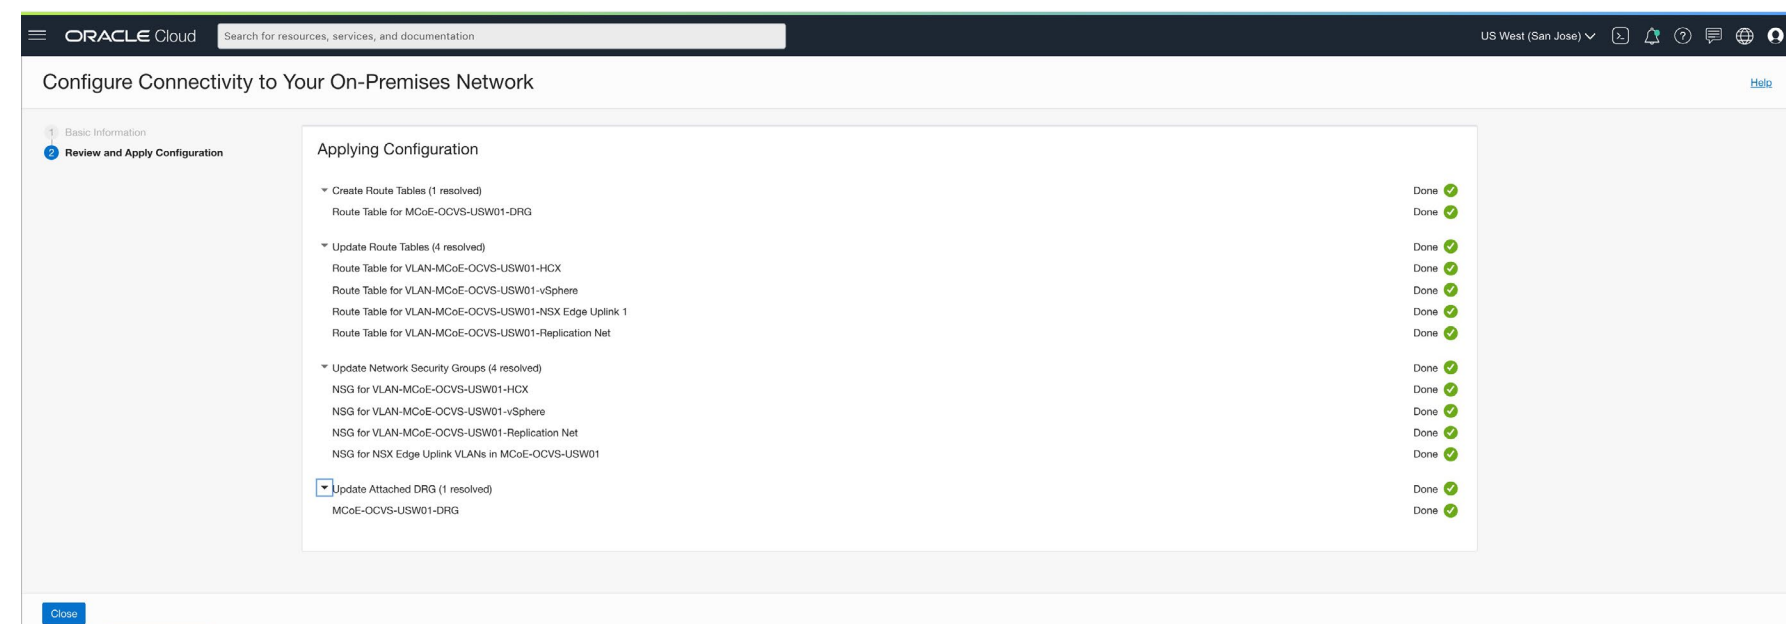 ORACLE Cloud
Search for resources, services, and documentation
US West (San Jose)
Configure Connectivity to Your On-Premises Network
Help
1 Basic Information
2 Review and Apply Configuration
Applying Configuration
Create Route Tables (1 resolved) Done
Route Table for MCoE-OCVS-USW01-DRG Done
Update Route Tables (4 resolved) Done
Route Table for VLAN-MCoE-OCVS-USW01-HCX Done
Route Table for VLAN-MCoE-OCVS-USW01-vSphere Done
Route Table for VLAN-MCoE-OCVS-USW01-NSX Edge Uplink 1 Done
Route Table for VLAN-MCoE-OCVS-USW01-Replication Net Done
Update Network Security Groups (4 resolved) Done
NSG for VLAN-MCoE-OCVS-USW01-HCX Done
NSG for VLAN-MCoE-OCVS-USW01-vSphere Done
NSG for VLAN-MCoE-OCVS-USW01-Replication Net Done
NSG for NSX Edge Uplink VLANs in MCoE-OCVS-USW01 Done
Update Attached DRG (1 resolved) Done
MCoE-OCVS-USW01-DRG Done
Close